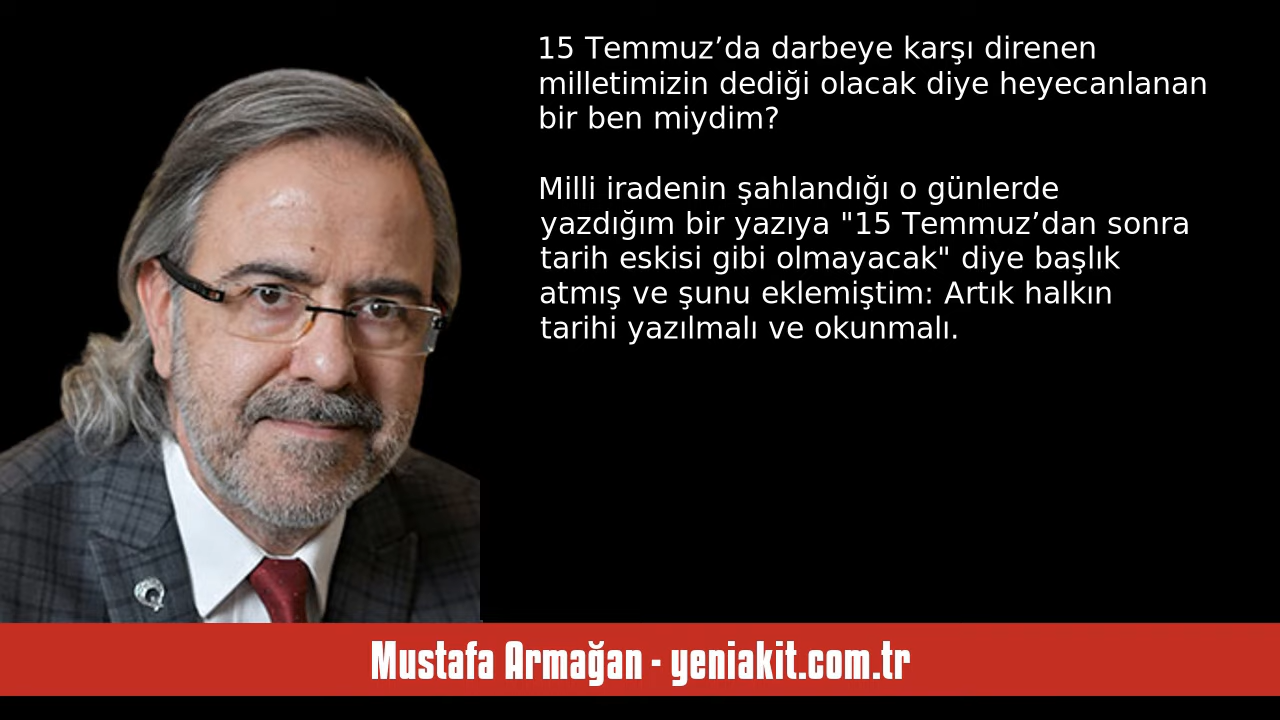 15 Temmuz’da darbeye karşı direnen
milletimizin dediği olacak diye heyecanlanan
bir ben miydim?
Milli iradenin şahlandığı o günlerde
yazdığım bir yazıya "15 Temmuz’dan sonra
tarih eskisi gibi olmayacak" diye başlık
atmış ve şunu eklemiştim: Artık halkın
tarihi yazılmalı ve okunmalı.
Mustafa Armağan - yeniakit.com.tr